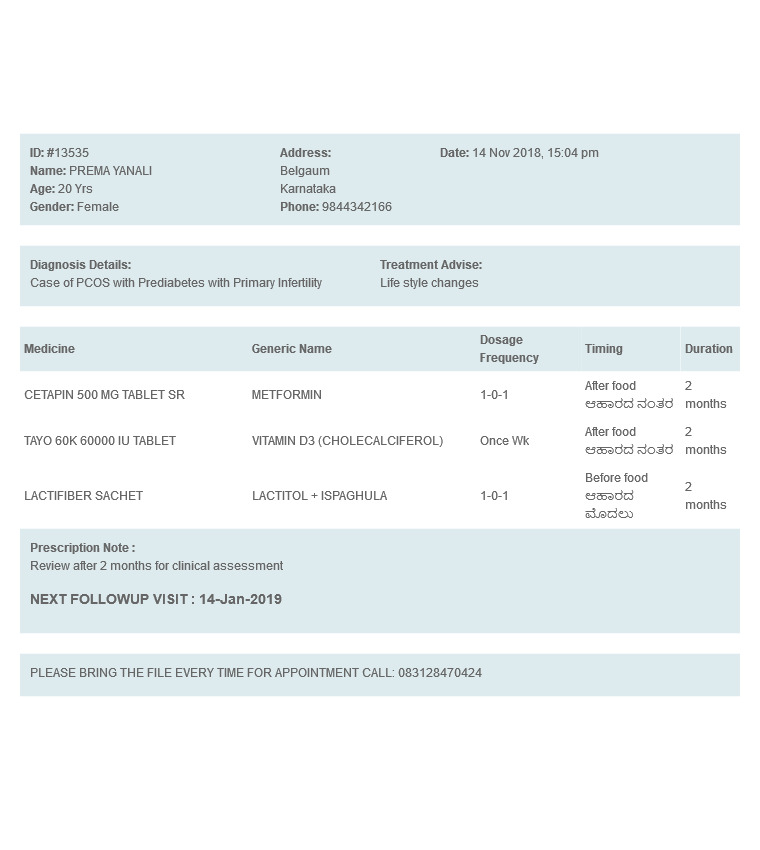 ID: #13535
Name: PREMA YANALI
Age: 20 Yrs
Gender: Female
Address:
Belgaum
Karnataka
Phone: 9844342166
Date: 14 Nov 2018, 15:04 pm
Diagnosis Details:
Case of PCOS with Prediabetes with Primary Infertility
Treatment Advise:
Life style changes
Medicine Generic Name Dosage Frequency Timing Duration
CETAPIN 500 MG TABLET SR METFORMIN 1-0-1 After food ಆಹಾರದ ನಂತರ 2 months
TAYO 60K 60000 IU TABLET VITAMIN D3 (CHOLECALCIFEROL) Once Wk After food ಆಹಾರದ ನಂತರ 2 months
LACTIFIBER SACHET LACTITOL + ISPAGHULA 1-0-1 Before food ಆಹಾರದ ಮೊದಲು 2 months
Prescription Note :
Review after 2 months for clinical assessment
NEXT FOLLOWUP VISIT : 14-Jan-2019
PLEASE BRING THE FILE EVERY TIME FOR APPOINTMENT CALL: 083128470424